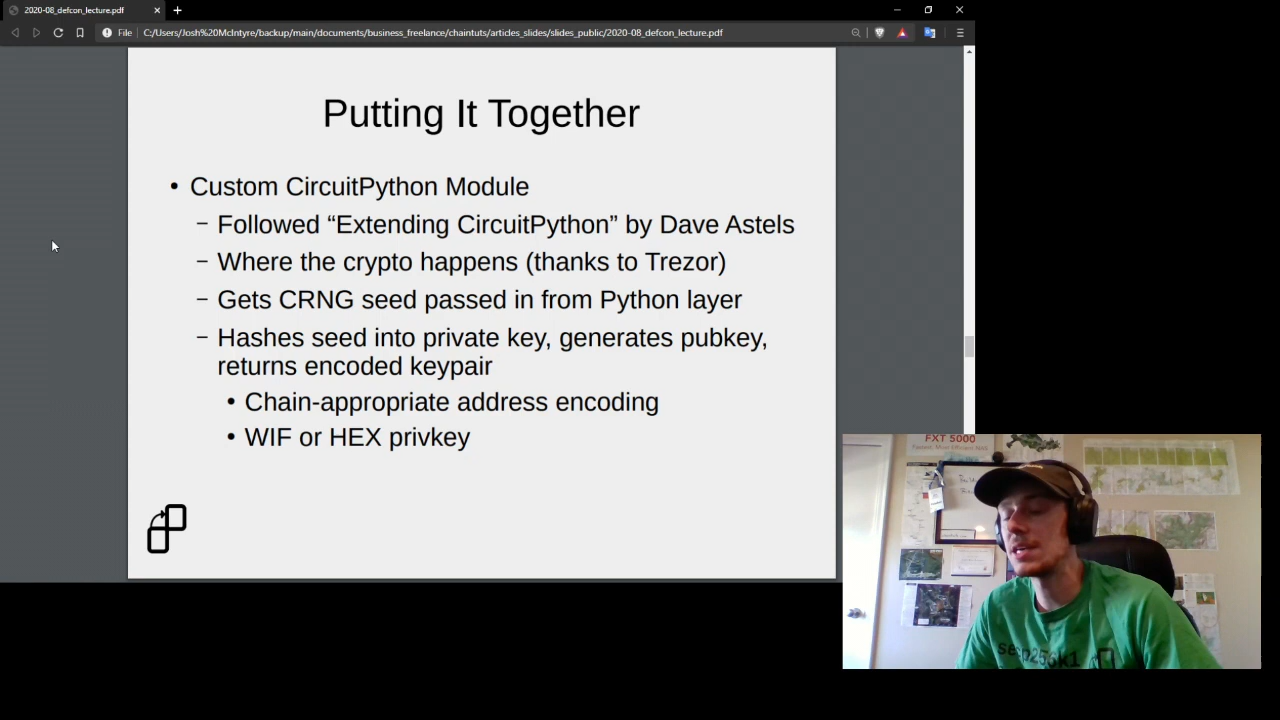 2020-08_defcon_lecture.pdf
File
C:/Users/Josh%20McIntyre/backup/main/documents/business_freelance/chaintuts/articles_slides/slides_public/2020-08_defcon_lecture.pdf
Putting It Together
• Custom CircuitPython Module
– Followed “Extending CircuitPython” by Dave Astels
– Where the crypto happens (thanks to Trezor)
– Gets CRNG seed passed in from Python layer
– Hashes seed into private key, generates pubkey,
returns encoded keypair
• Chain-appropriate address encoding
• WIF or HEX privkey
FXT 5000
secp256k1